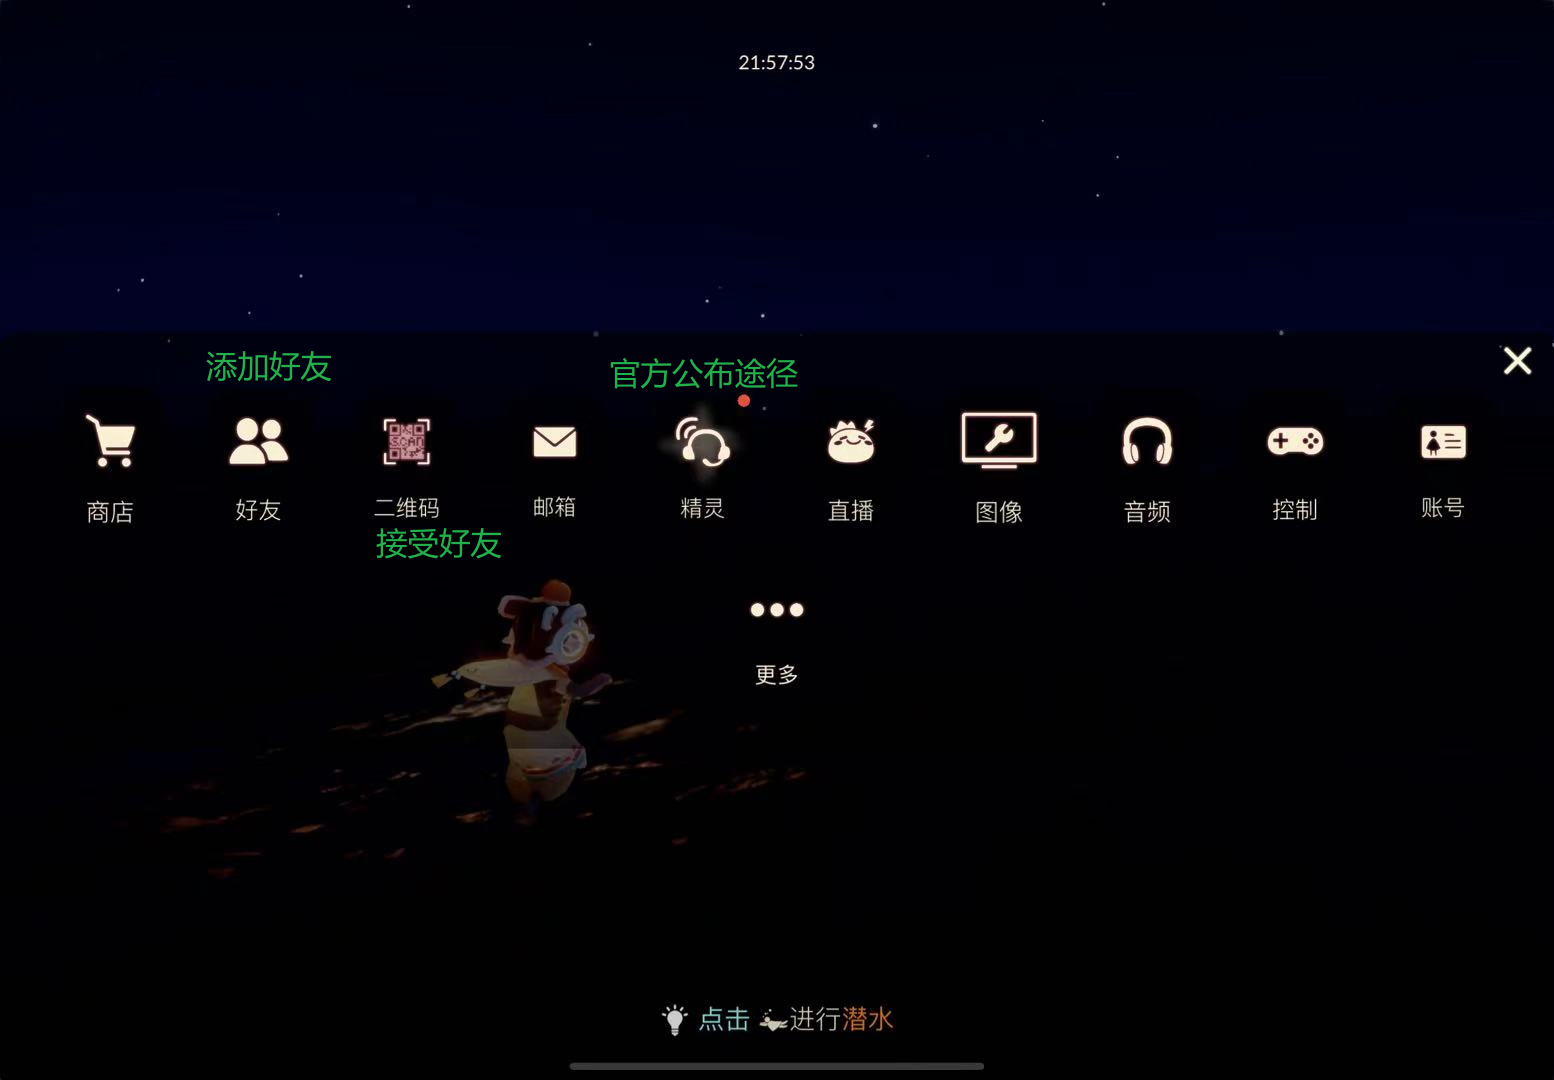 21:57:53
添加好友
官方公布途径
SCAN
商店
好友
二维码
邮箱
精灵
直播
图像
音频
控制
账号
接受好友
更多
点击 进行潜水